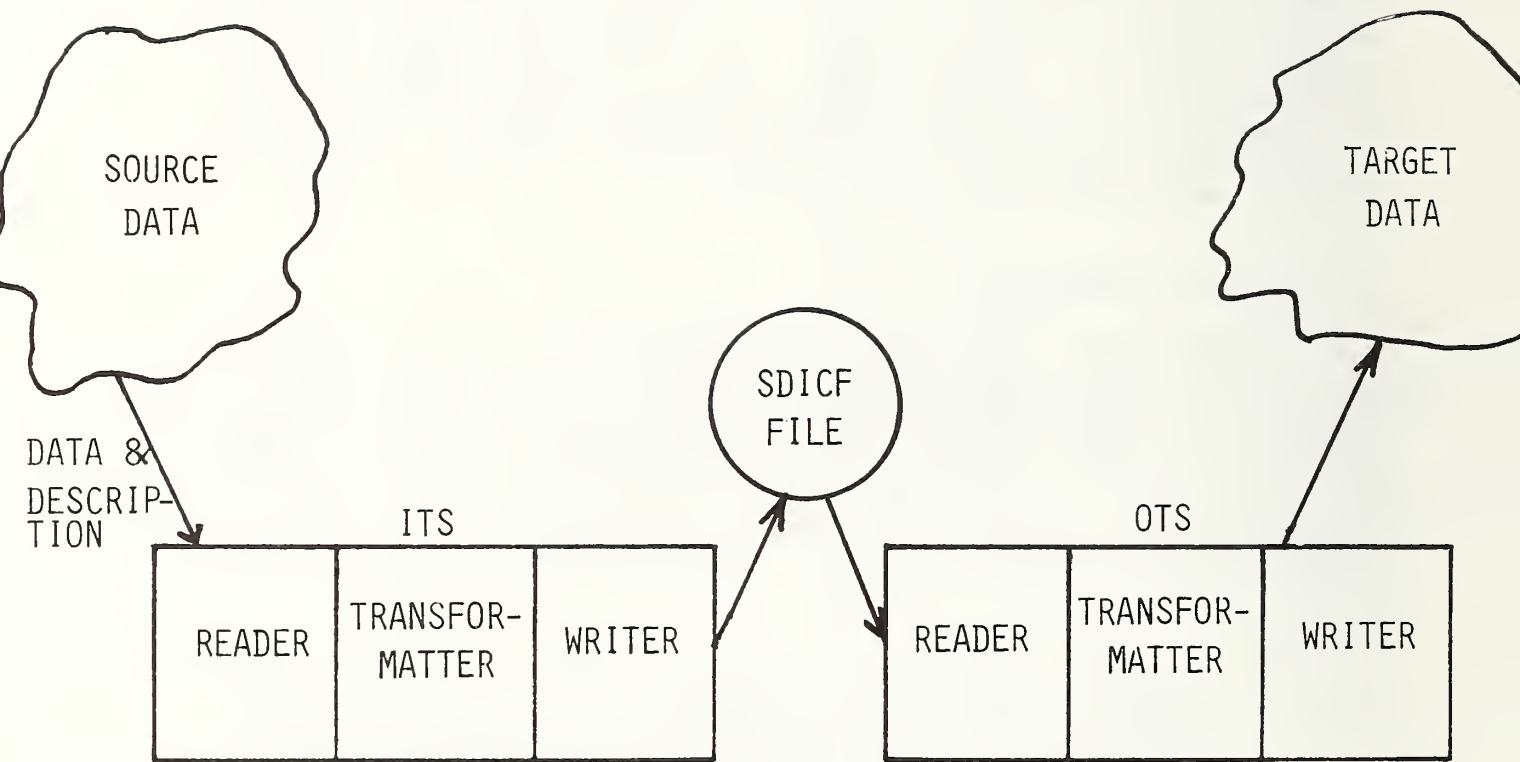 SOURCE
DATA
TARGET
DATA
SDICF
FILE
DATA &
DESCRIP-
TION
ITS
OTS
READER
TRANSFOR-
MATTER
WRITER
READER
TRANSFOR-
MATTER
WRITER